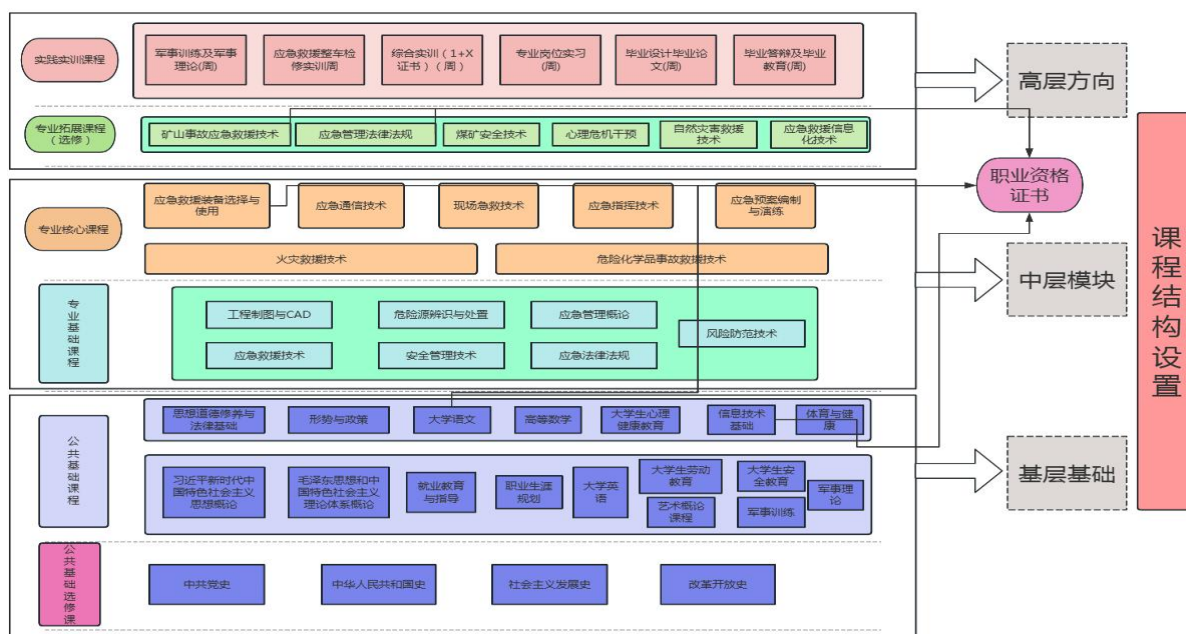 实践实训课程
军事训练及军事
理论(周)
应急救援整车检
修实训周
综合实训（1+X
证书）（周）
专业岗位实习
(周)
毕业设计毕业论
文(周)
毕业答辩及毕业
教育(周)
高层方向
专业拓展课程
（选修）
矿山事故应急救援技术
应急管理法律法规
煤矿安全技术
心理危机干预
自然灾害救援
技术
应急救援信息
化技术
职业资格
证书
课程结构设置
专业核心课程
应急救援装备选择与
使用
应急通信技术
现场急救技术
应急指挥技术
应急预案编制
与演练
火灾救援技术
危险化学品事故救援技术
中层模块
专业基础课程
工程制图与CAD
危险源辨识与处置
应急管理概论
风险防范技术
应急救援技术
安全管理技术
应急法律法规
公共基础课程
思想道德修养与
法律基础
形势与政策
大学语文
高等数学
大学生心理
健康教育
信息技术
基础
体育与健
康
基层基础
习近平新时代中
国特色社会主义
思想概论
毛泽东思想和中
国特色社会主义
理论体系概论
就业教育
与指导
职业生涯
规划
大学英
语
大学生劳动
教育
大学生安
全教育
军事理
论
艺术概论
课程
军事训练
公共基础选修课
中共党史
中华人民共和国史
社会主义发展史
改革开放史